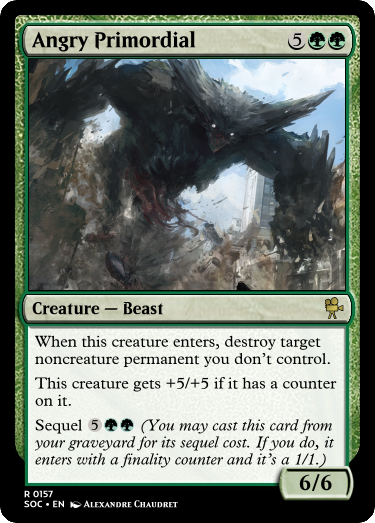 Angry Primordial 5
Creature — Beast
When this creature enters, destroy target
noncreature permanent you don't control.
This creature gets +5/+5 if it has a counter
on it.
Sequel 5 (You may cast this card from
your graveyard for its sequel cost. If you do, it
enters with a finality counter and it's a 1/1.)
6/6
R 0157
SOC • EN Alexandre Chaudret